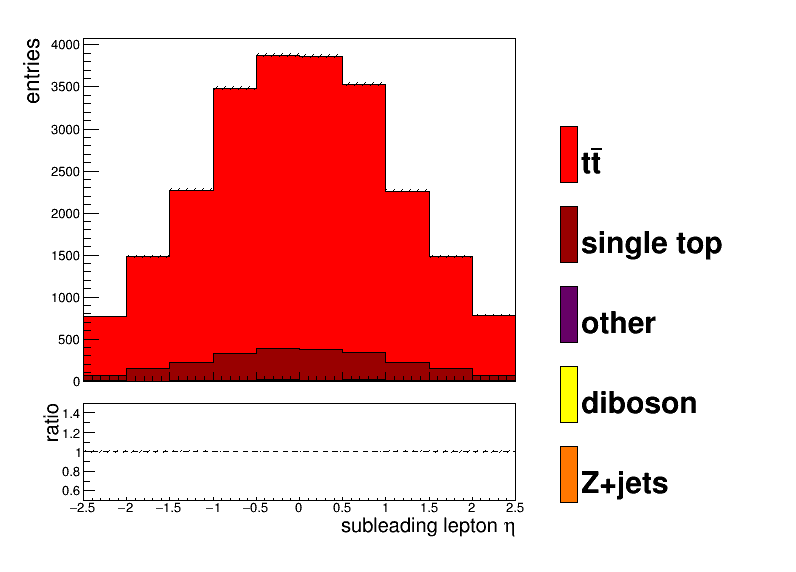 entries
4000
3500
3000
2500
2000
1500
1000
500
0
ratio
1.4
1.2
1
0.8
0.6
−2.5 −2 −1.5 −1 −0.5 0 0.5 1 1.5 2 2.5
subleading lepton η
tt̄
single top
other
diboson
Z+jets